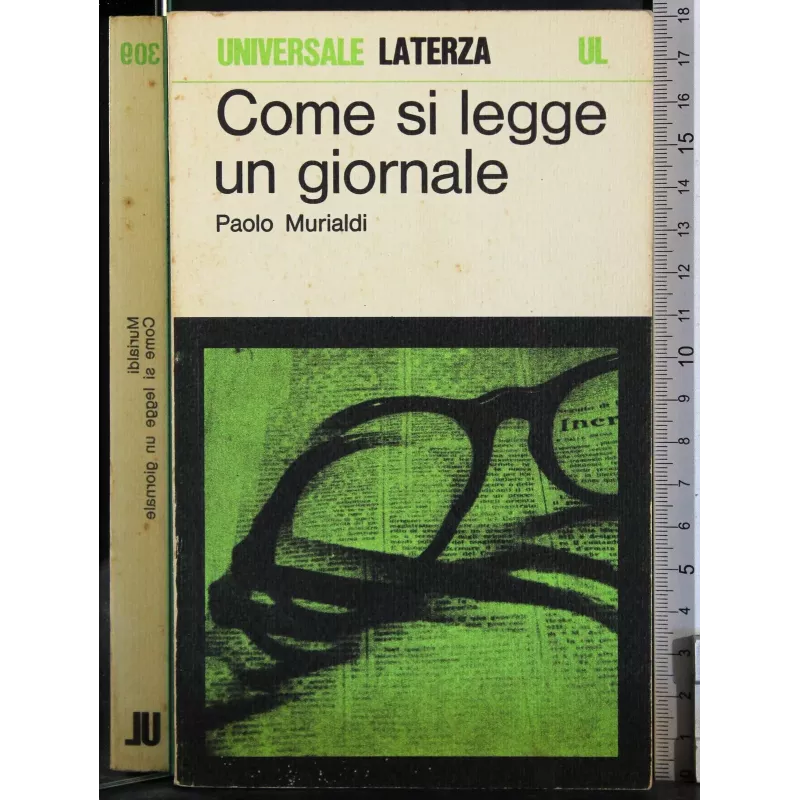 UNIVERSALE LATERZA UL
Come si legge
un giornale
Paolo Murialdi
Incr
309
Murialdi
Come si legge un giornale
UL
18
17
16
15
14
13
12
11
10
9
8
7
6
5
4
3
2
1
0